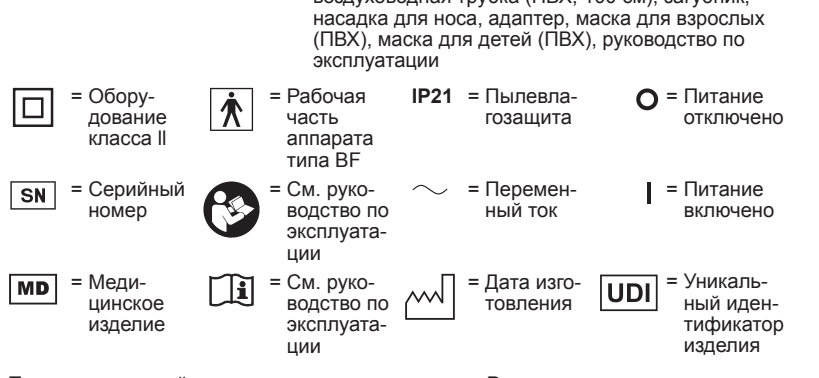 насадка для носа, адаптер, маска для взрослых
(ПВХ), маска для детей (ПВХ), руководство по
эксплуатации
= Обору-
дование
класса II
= Рабочая
часть
аппарата
типа BF
IP21 = Пылевла-
гозащита
= Питание
отключено
SN = Серийный
номер
= См. руко-
водство по
эксплуата-
ции
= Перемен-
ный ток
= Питание
включено
MD = Меди-
цинское
изделие
= См. руко-
водство по
эксплуата-
ции
= Дата изго-
товления
UDI = Уникаль-
ный иден-
тификатор
изделия